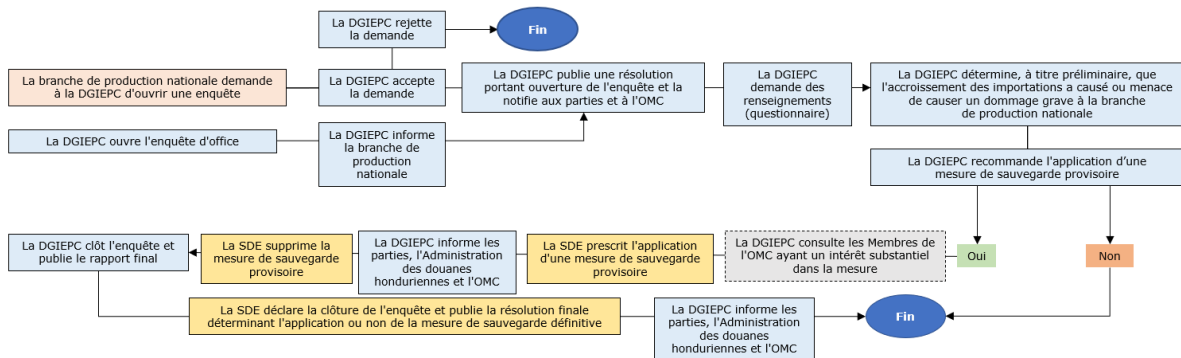 La DGIEPC rejette
la demande
Fin
La branche de production nationale demande
à la DGIEPC d'ouvrir une enquête
La DGIEPC accepte
la demande
La DGIEPC publie une résolution
portant ouverture de l'enquête et la
notifie aux parties et à l'OMC
La DGIEPC
demande des
renseignements
(questionnaire)
La DGIEPC détermine, à titre préliminaire, que
l'accroissement des importations a causé ou menace
de causer un dommage grave à la branche
de production nationale
La DGIEPC ouvre l'enquête d'office
La DGIEPC informe
la branche de
production
nationale
La DGIEPC recommande l'application d'une
mesure de sauvegarde provisoire
La DGIEPC clôt l'enquête et
publie le rapport final
La SDE supprime la
mesure de sauvegarde
provisoire
La DGIEPC informe les
parties, l'Administration
des douanes
honduriennes et l'OMC
La SDE prescrit l'application
d'une mesure de sauvegarde
provisoire
La DGIEPC consulte les Membres de
l'OMC ayant un intérêt substantiel
dans la mesure
Oui
Non
La SDE déclare la clôture de l'enquête et publie la résolution finale
déterminant l'application ou non de la mesure de sauvegarde définitive
La DGIEPC informe les
parties, l'Administration
des douanes
honduriennes et l'OMC
Fin